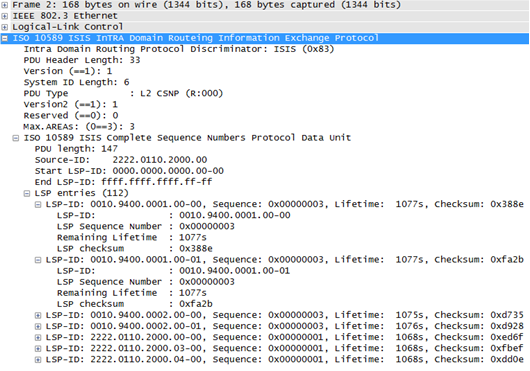 Frame 2: 168 bytes on wire (1344 bits), 168 bytes captured (1344 bits)
IEEE 802.3 Ethernet
Logical-Link Control
ISO 10589 ISIS InTRA Domain Routeing Information Exchange Protocol
Intra Domain Routing Protocol Discriminator: ISIS (0x83)
PDU Header Length: 33
Version (==1): 1
System ID Length: 6
PDU Type : L2 CSNP (R:000)
Version2 (==1): 1
Reserved (==0): 0
Max.AREAs: (0==3): 3
ISO 10589 ISIS Complete Sequence Numbers Protocol Data Unit
PDU length: 147
Source-ID: 2222.0110.2000.00
Start LSP-ID: 0000.0000.0000.00-00
End LSP-ID: ffff.ffff.ffff.ff-ff
LSP entries (112)
LSP-ID: 0010.9400.0001.00-00, Sequence: 0x00000003, Lifetime: 1077s, Checksum: 0x388e
LSP-ID: : 0010.9400.0001.00-00
LSP Sequence Number : 0x00000003
Remaining Lifetime : 1077s
LSP checksum : 0x388e
LSP-ID: 0010.9400.0001.00-01, Sequence: 0x00000003, Lifetime: 1077s, Checksum: 0xfa2b
LSP-ID: : 0010.9400.0001.00-01
LSP Sequence Number : 0x00000003
Remaining Lifetime : 1077s
LSP checksum : 0xfa2b
LSP-ID: 0010.9400.0002.00-00, Sequence: 0x00000003, Lifetime: 1075s, Checksum: 0xd735
LSP-ID: 0010.9400.0002.00-01, Sequence: 0x00000003, Lifetime: 1076s, Checksum: 0xd928
LSP-ID: 2222.0110.2000.00-00, Sequence: 0x00000001, Lifetime: 1068s, Checksum: 0xed6f
LSP-ID: 2222.0110.2000.03-00, Sequence: 0x00000001, Lifetime: 1068s, Checksum: 0xfbef
LSP-ID: 2222.0110.2000.04-00, Sequence: 0x00000001, Lifetime: 1068s, Checksum: 0xdd0e